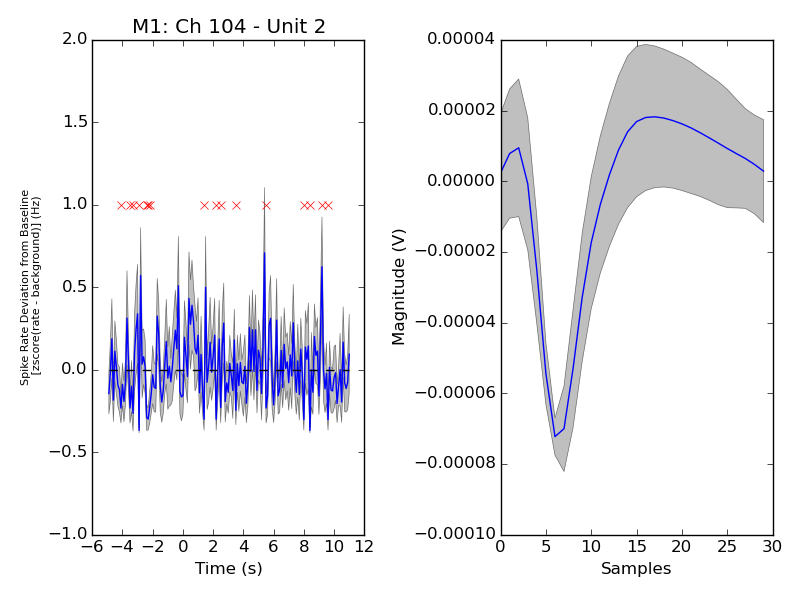 M1: Ch 104 - Unit 2
Spike Rate Deviation from Baseline
[zscore(rate - background)] (Hz)
2.0
1.5
1.0
0.5
0.0
−0.5
−1.0
−6 −4 −2 0 2 4 6 8 10 12
Time (s)
Magnitude (V)
0.00004
0.00002
0.00000
−0.00002
−0.00004
−0.00006
−0.00008
−0.00010
0 5 10 15 20 25 30
Samples